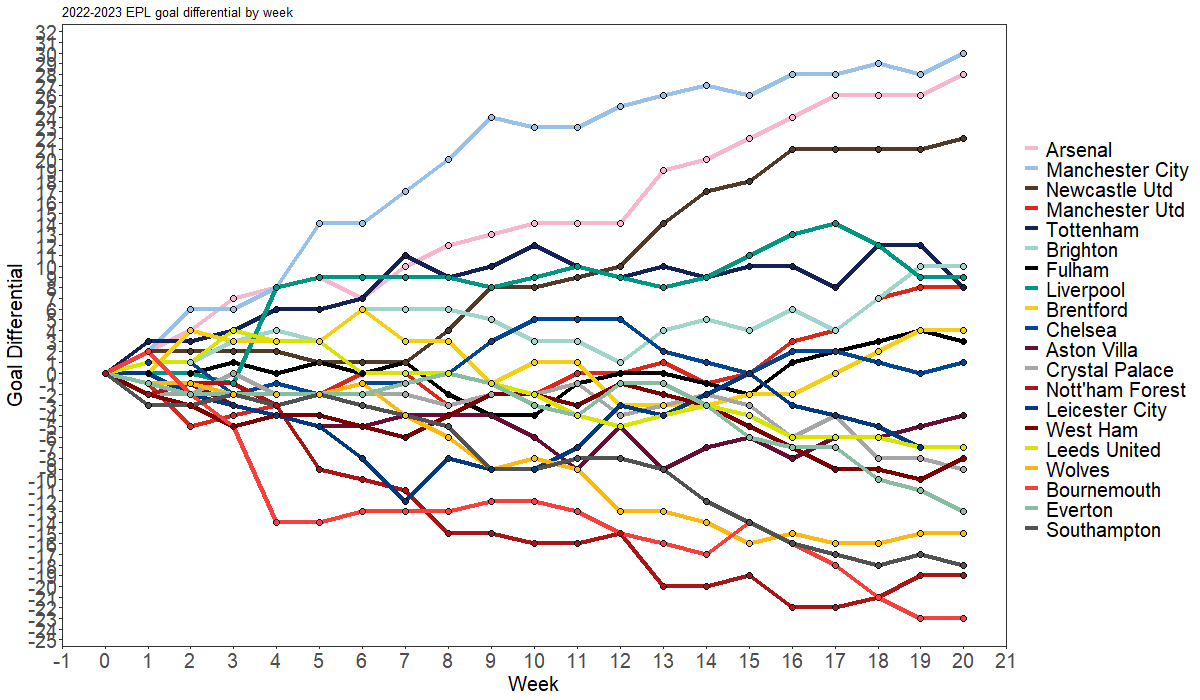 2022-2023 EPL goal differential by week
Goal Differential
32
31
30
29
28
27
26
25
24
23
22
21
20
19
18
17
16
15
14
13
12
11
10
9
8
7
6
5
4
3
2
1
0
-1
-2
-3
-4
-5
-6
-7
-8
-9
-10
-11
-12
-13
-14
-15
-16
-17
-18
-19
-20
-21
-22
-23
-24
-25
-1 0 1 2 3 4 5 6 7 8 9 10 11 12 13 14 15 16 17 18 19 20 21
Week
Arsenal
Manchester City
Newcastle Utd
Manchester Utd
Tottenham
Brighton
Fulham
Liverpool
Brentford
Chelsea
Aston Villa
Crystal Palace
Nott'ham Forest
Leicester City
West Ham
Leeds United
Wolves
Bournemouth
Everton
Southampton